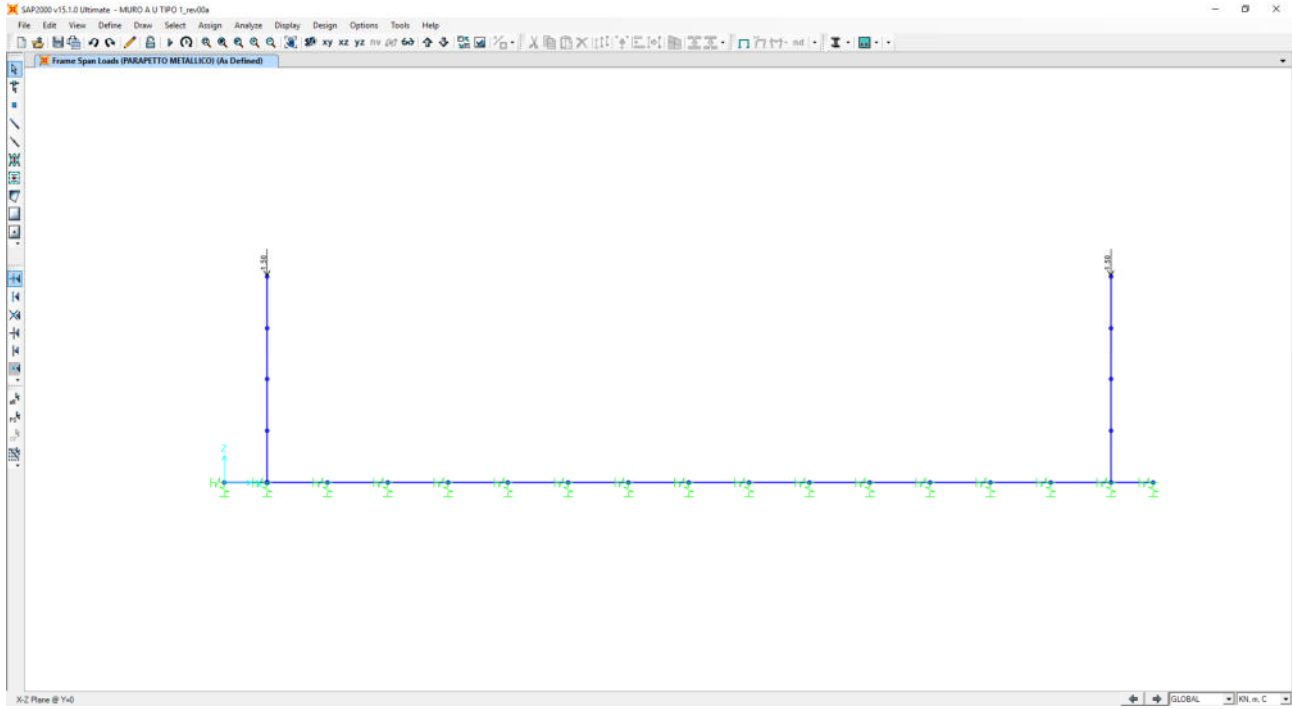 SAP2000 v15.1.0 Ultimate - MURO A U TIPO 1_rev00a
File Edit View Define Draw Select Assign Analyze Display Design Options Tools Help
xy xz yz nv nd
Frame Span Loads (PARAPETTO METALLICO) (As Defined)
1.50 1.50
Z
X-Z Plane @ Y=0
GLOBAL
KN, m, C